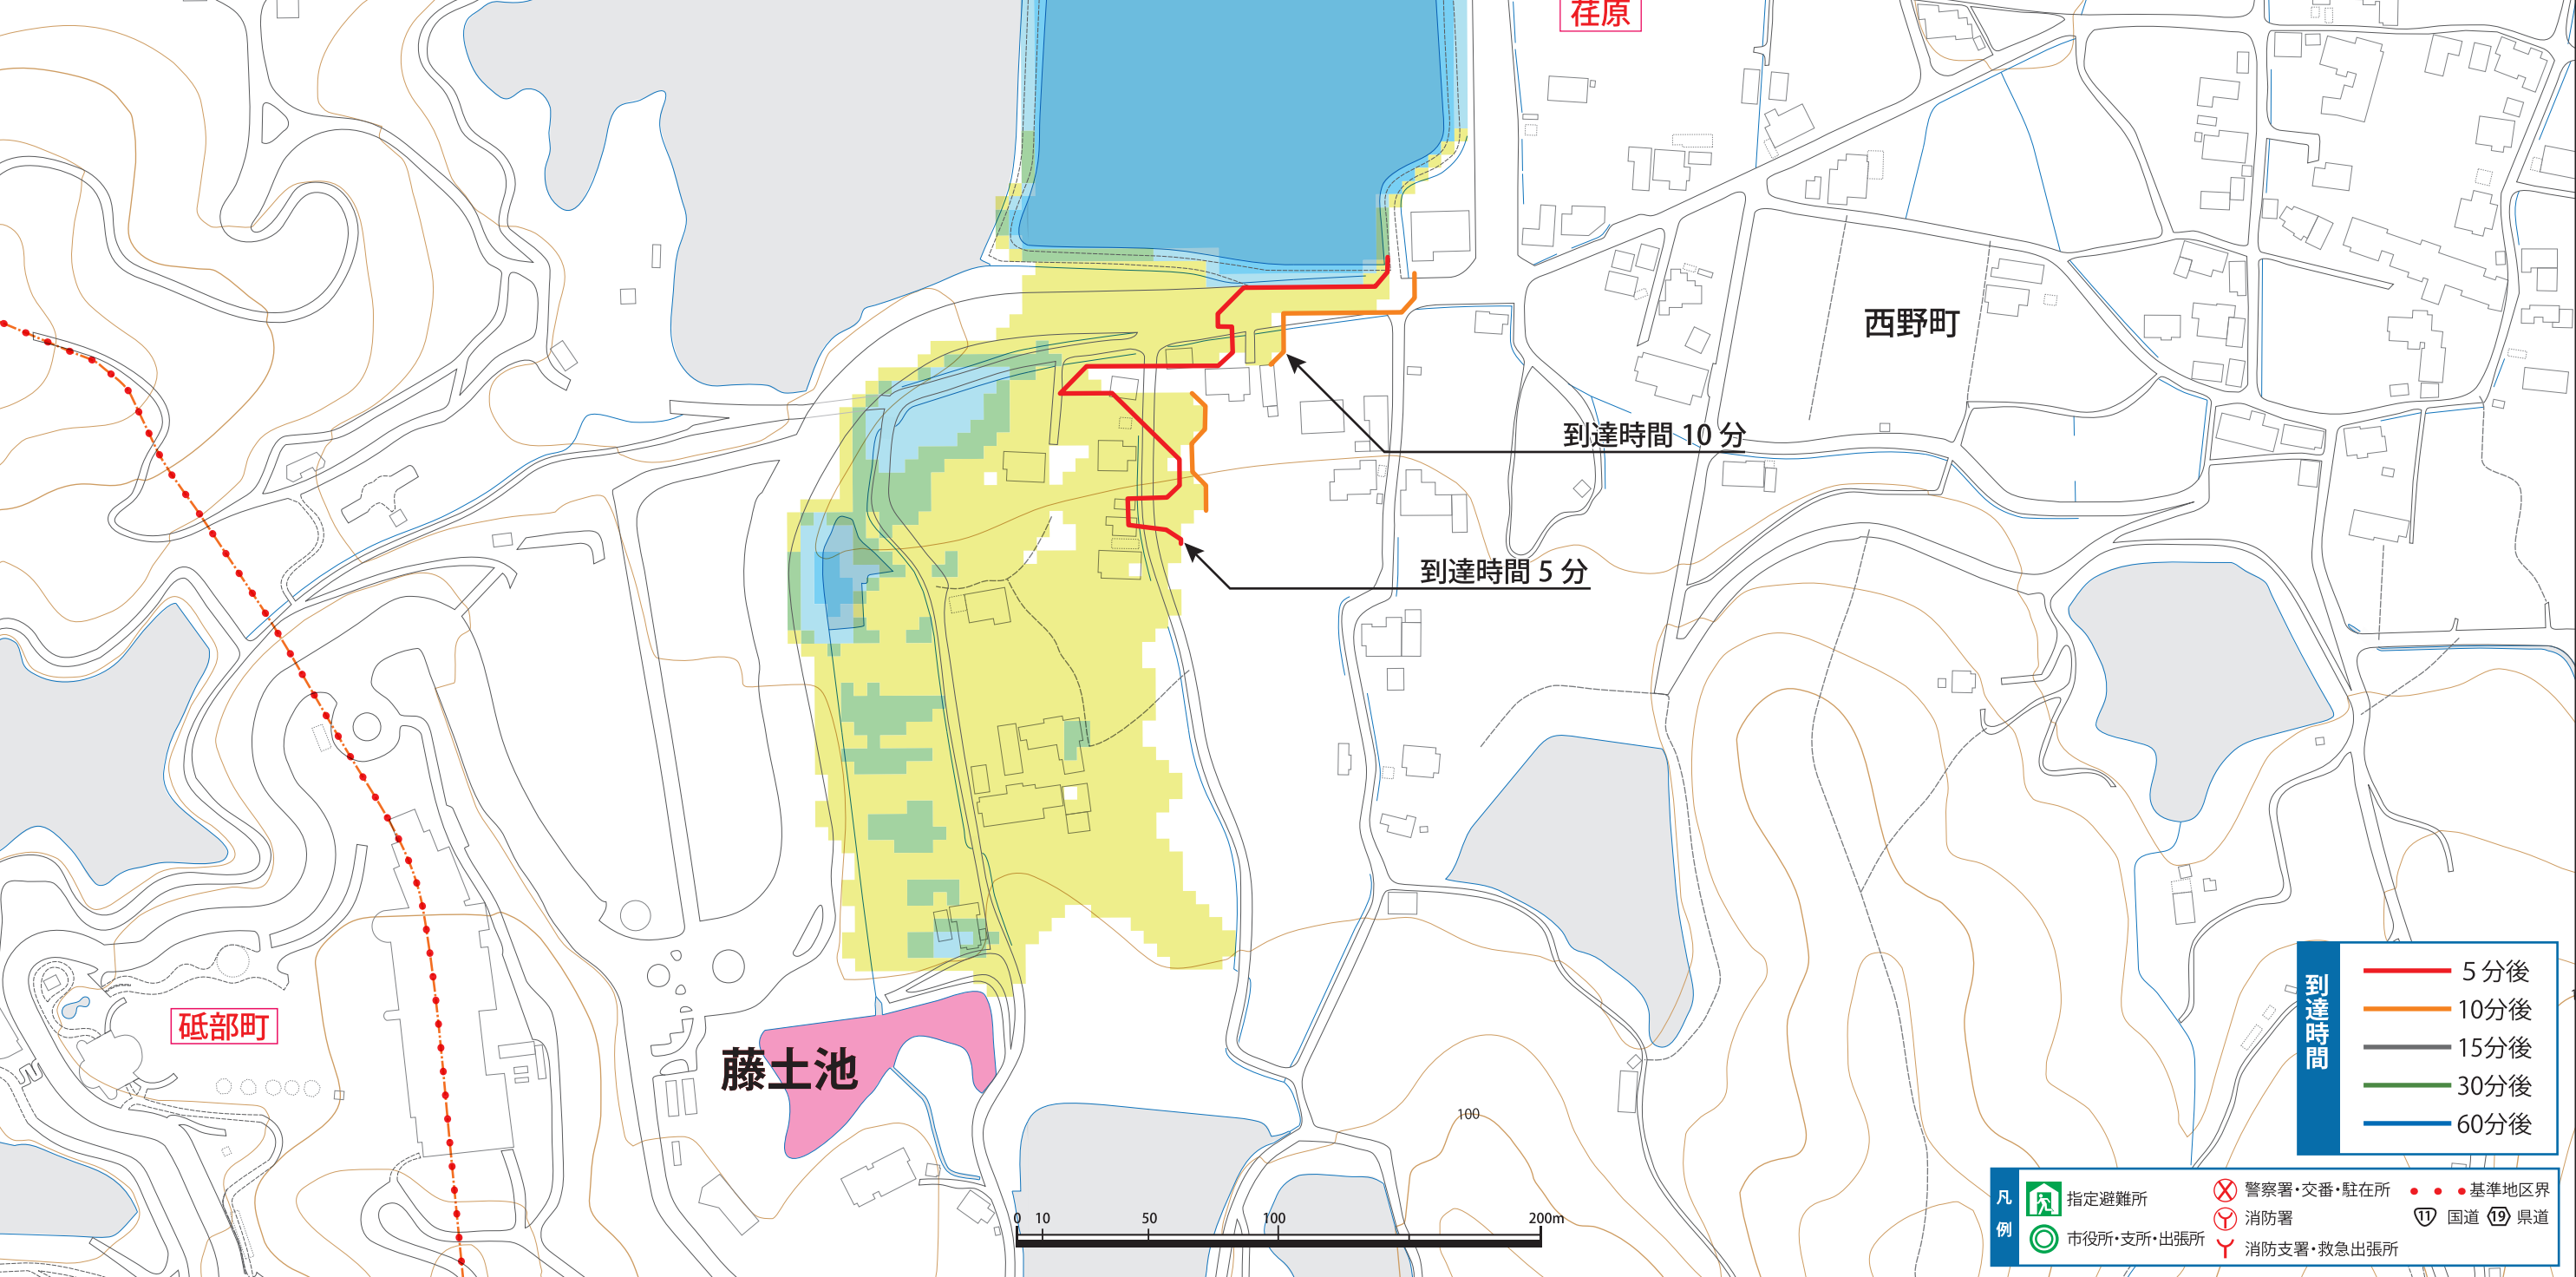 荏原
西野町
到達時間 10 分
到達時間 5 分
砥部町
藤土池
100
0 10 50 100 200m
到達時間
5 分後
10分後
15分後
30分後
60分後
凡例
指定避難所
市役所・支所・出張所
警察署・交番・駐在所
消防署
消防支署・救急出張所
基準地区界
11 国道 19 県道